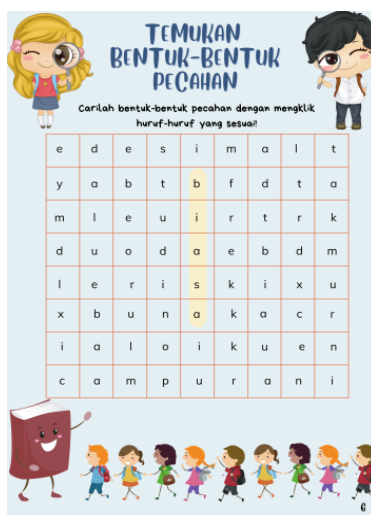 TEMUKAN
BENTUK-BENTUK
PECAHAN
Carilah bentuk-bentuk pecahan dengan mengklik
huruf-huruf yang sesuai!
e d e s i m a l t
y a b t b f d t a
m l e u i r t r k
d u o d a e b d m
l e r i s k i x u
x b u n a k a c r
i a l o i k u e n
c a m p u r a n i
6